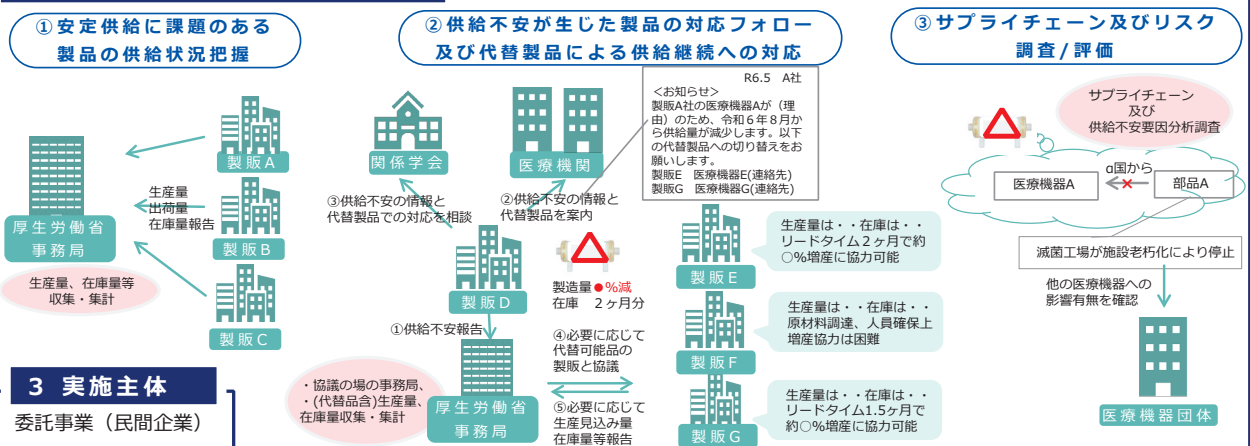 ①安定供給に課題のある
製品の供給状況把握
製販A
生産量
出荷量
在庫量報告
製販B
厚生労働省
事務局
生産量、在庫量等
収集・集計
製販C
3 実施主体
委託事業（民間企業）
②供給不安が生じた製品の対応フォロー
及び代替製品による供給継続への対応
R6.5 A社
＜お知らせ＞
製販A社の医療機器Aが（理
由）のため、令和６年８月か
ら供給量が減少します。以下
の代替製品への切り替えをお
願いします。
製販E 医療機器E(連絡先)
製販G 医療機器G(連絡先)
関係学会
医療機関
③供給不安の情報と
代替製品での対応を相談
②供給不安の情報と
代替製品を案内
製販D
製造量●%減
在庫 ２ヶ月分
①供給不安報告
④必要に応じて
代替可能品の
製販と協議
・協議の場の事務局、
・(代替品含)生産量、
在庫量収集・集計
厚生労働省
事務局
⑤必要に応じて
生産見込み量
在庫量等報告
製販E
生産量は・・在庫は・・
リードタイム２ヶ月で約
○%増産に協力可能
製販F
生産量は・・在庫は・・
原材料調達、人員確保上
増産協力は困難
製販G
生産量は・・在庫は・・
リードタイム1.5ヶ月で
約○%増産に協力可能
③サプライチェーン及びリスク
調査/評価
サプライチェーン
及び
供給不安要因分析調査
医療機器A
α国から
部品A
滅菌工場が施設老朽化により停止
他の医療機器への
影響有無を確認
医療機器団体